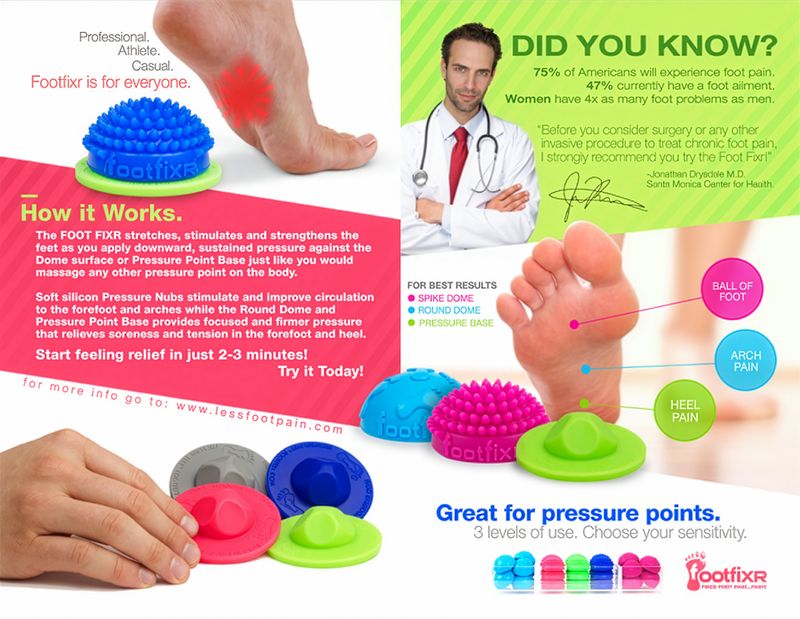 Professional.
Athlete.
Casual.
Footfixr is for everyone.
footfixR
How it Works.
The FOOT FIXR stretches, stimulates and strengthens the
feet as you apply downward, sustained pressure against the
Dome surface or Pressure Point Base just like you would
massage any other pressure point on the body.
Soft silicon Pressure Nubs stimulate and improve circulation
to the forefoot and arches while the Round Dome and
Pressure Point Base provides focused and firmer pressure
that relieves soreness and tension in the forefoot and heel.
Start feeling relief in just 2-3 minutes!
Try it Today!
for more info go to: www.lessfootpain.com
DID YOU KNOW?
75% of Americans will experience foot pain.
47% currently have a foot ailment.
Women have 4x as many foot problems as men.
"Before you consider surgery or any other
invasive procedure to treat chronic foot pain,
I strongly recommend you try the Foot Fixr!"
-Jonathan Drysdale M.D.
Santa Monica Center for Health.
FOR BEST RESULTS
SPIKE DOME
ROUND DOME
PRESSURE BASE
BALL OF
FOOT
ARCH
PAIN
HEEL
PAIN
footfixR
footfixR
Great for pressure points.
3 levels of use. Choose your sensitivity.
footfixR